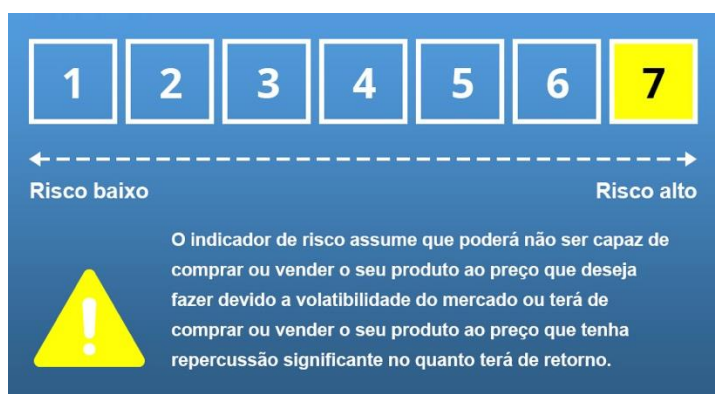 1 2 3 4 5 6 7
Risco baixo Risco alto
O indicador de risco assume que poderá não ser capaz de
comprar ou vender o seu produto ao preço que deseja
fazer devido a volatibilidade do mercado ou terá de
comprar ou vender o seu produto ao preço que tenha
repercussão significante no quanto terá de retorno.